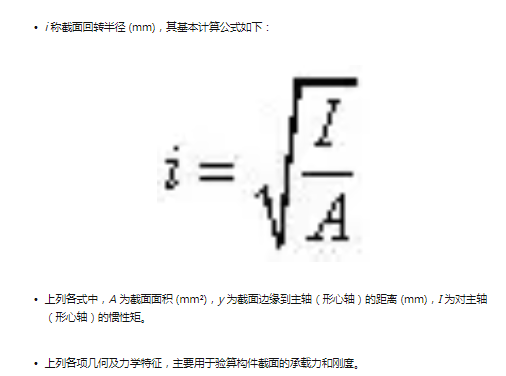 • i 称截面回转半径 (mm)，其基本计算公式如下：
i = √(I/A)
• 上列各式中，A 为截面面积 (mm²)，y 为截面边缘到主轴（形心轴）的距离 (mm)，I 为对主轴
（形心轴）的惯性矩。
• 上列各项几何及力学特征，主要用于验算构件截面的承载力和刚度。